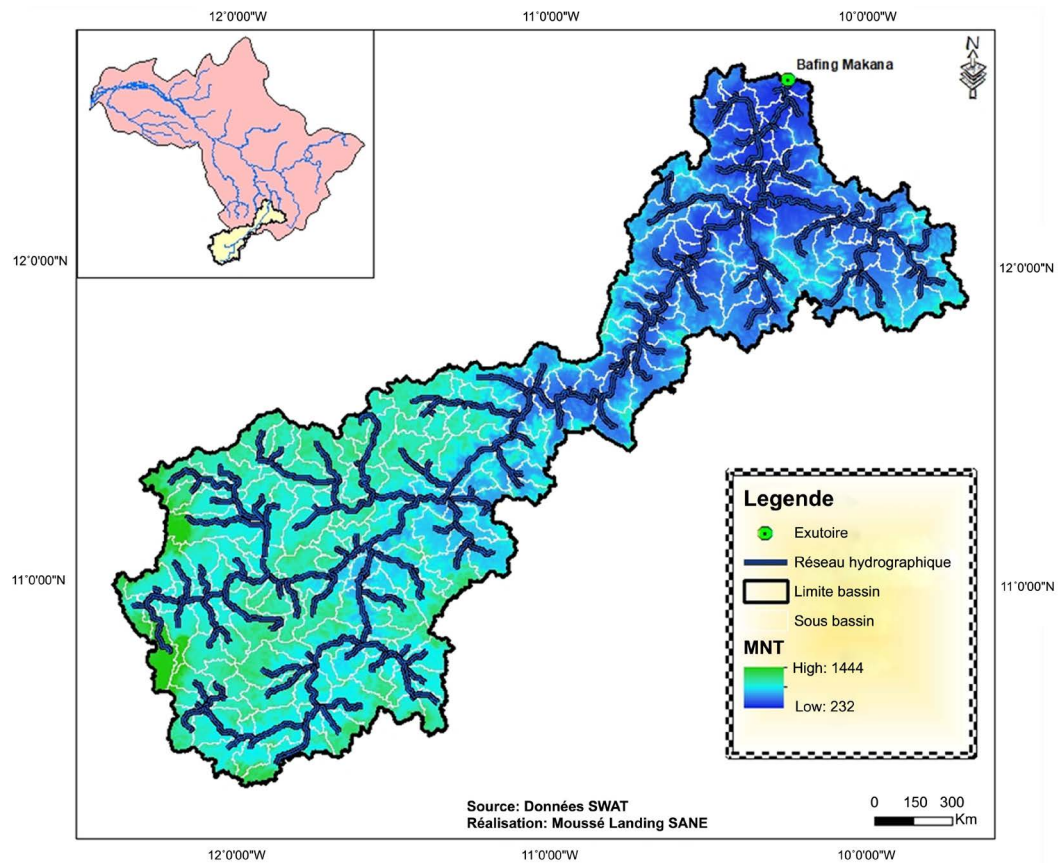 12°0'00"W 11°0'00"W 10°0'00"W
N
Bafing Makana
12°0'00"N 12°0'00"N
11°0'00"N 11°0'00"N
Legende
Exutoire
Réseau hydrographique
Limite bassin
Sous bassin
MNT
High: 1444
Low: 232
Source: Données SWAT
Réalisation: Moussé Landing SANE
0 150 300
Km
12°0'00"W 11°0'00"W 10°0'00"W